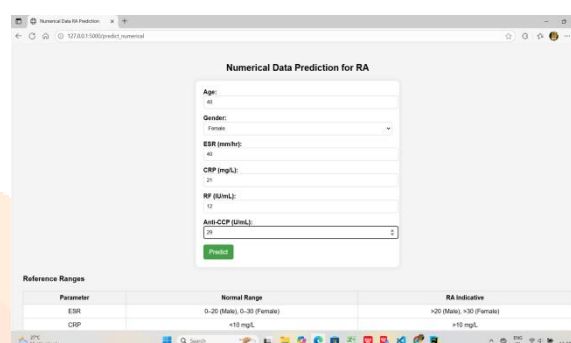 Numerical Data RA Prediction
127.0.0.1:5000/predict_numerical
Numerical Data Prediction for RA
Age:
40
Gender:
Female
ESR (mm/hr):
40
CRP (mg/L):
21
RF (IU/mL):
12
Anti-CCP (U/mL):
29
Predict
Reference Ranges
Parameter Normal Range RA Indicative
ESR 0–20 (Male), 0–30 (Female) >20 (Male), >30 (Female)
CRP <10 mg/L >10 mg/L
27°C
Search
ENG